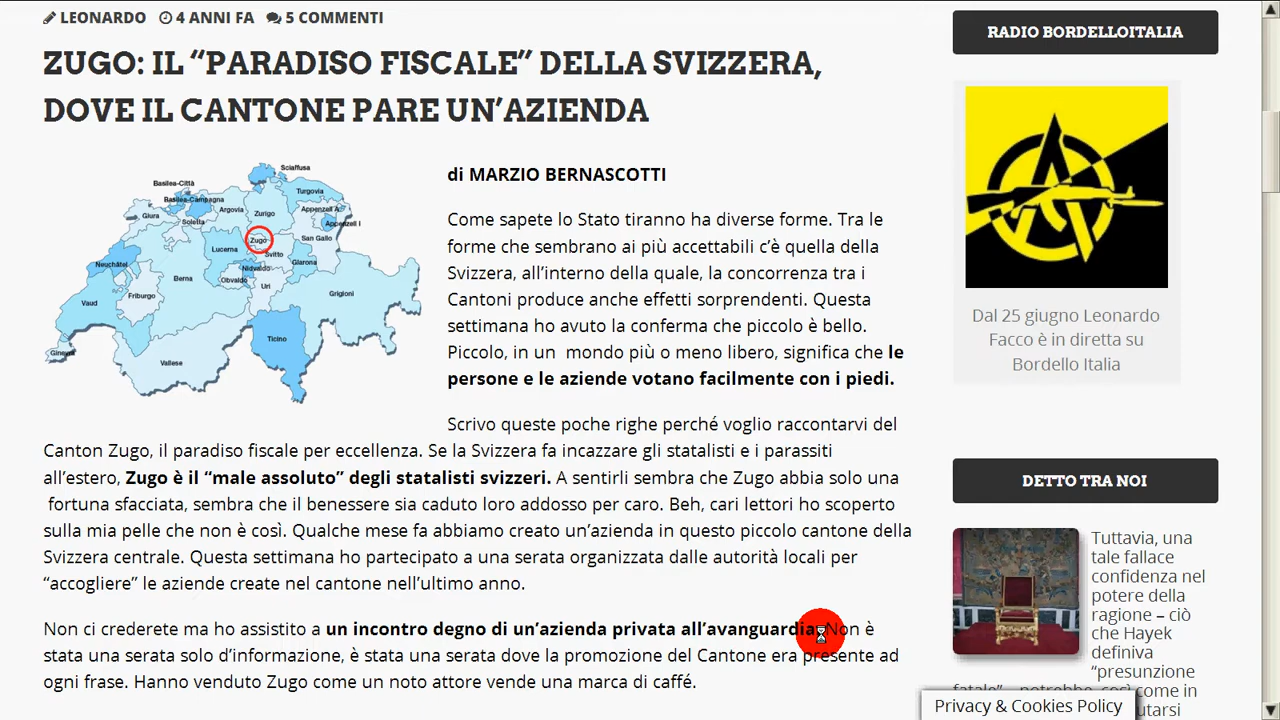 LEONARDO 4 ANNI FA 5 COMMENTI
ZUGO: IL “PARADISO FISCALE” DELLA SVIZZERA,
DOVE IL CANTONE PARE UN’AZIENDA
Sciaffusa
Basilea-Città
Basilea-Campagna
Turgovia
Giura
Argovia
Zurigo
Appenzell A.
Soletta
Appenzell I
Zugo
San Gallo
Lucerna
Svitto
Neuchâtel
Nidvaldo
Glarona
Berna
Obvaldo
Uri
Friburgo
Grigioni
Vaud
Ticino
Ginevra
Vallese
di MARZIO BERNASCOTTI
Come sapete lo Stato tiranno ha diverse forme. Tra le
forme che sembrano ai più accettabili c’è quella della
Svizzera, all’interno della quale, la concorrenza tra i
Cantoni produce anche effetti sorprendenti. Questa
settimana ho avuto la conferma che piccolo è bello.
Piccolo, in un mondo più o meno libero, significa che le
persone e le aziende votano facilmente con i piedi.
Scrivo queste poche righe perché voglio raccontarvi del
Canton Zugo, il paradiso fiscale per eccellenza. Se la Svizzera fa incazzare gli statalisti e i parassiti
all’estero, Zugo è il “male assoluto” degli statalisti svizzeri. A sentirli sembra che Zugo abbia solo una
fortuna sfacciata, sembra che il benessere sia caduto loro addosso per caro. Beh, cari lettori ho scoperto
sulla mia pelle che non è così. Qualche mese fa abbiamo creato un’azienda in questo piccolo cantone della
Svizzera centrale. Questa settimana ho partecipato a una serata organizzata dalle autorità locali per
“accogliere” le aziende create nel cantone nell’ultimo anno.
Non ci crederete ma ho assistito a un incontro degno di un’azienda privata all’avanguardia. Non è
stata una serata solo d’informazione, è stata una serata dove la promozione del Cantone era presente ad
ogni frase. Hanno venduto Zugo come un noto attore vende una marca di caffé.
RADIO BORDELLOITALIA
Dal 25 giugno Leonardo
Facco è in diretta su
Bordello Italia
DETTO TRA NOI
Tuttavia, una
tale fallace
confidenza nel
potere della
ragione – ciò
che Hayek
definiva
“presunzione
fatale” – potrebbe, così come in
utarsi
Privacy & Cookies Policy